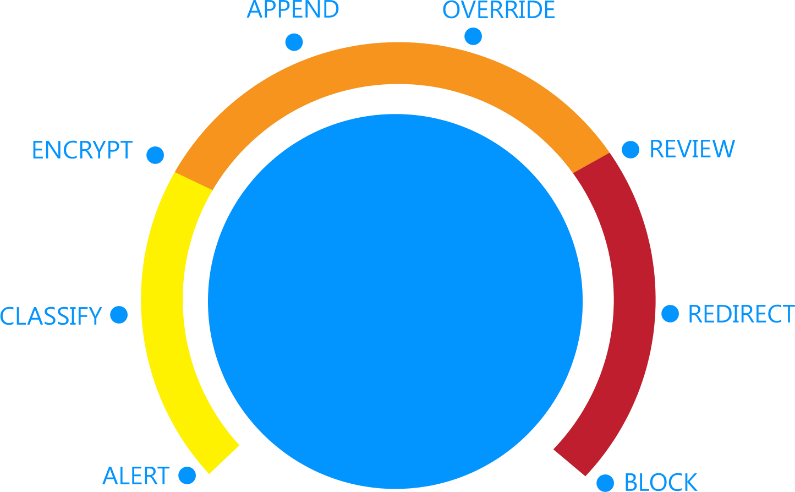 APPEND
OVERRIDE
ENCRYPT
REVIEW
CLASSIFY
REDIRECT
ALERT
BLOCK